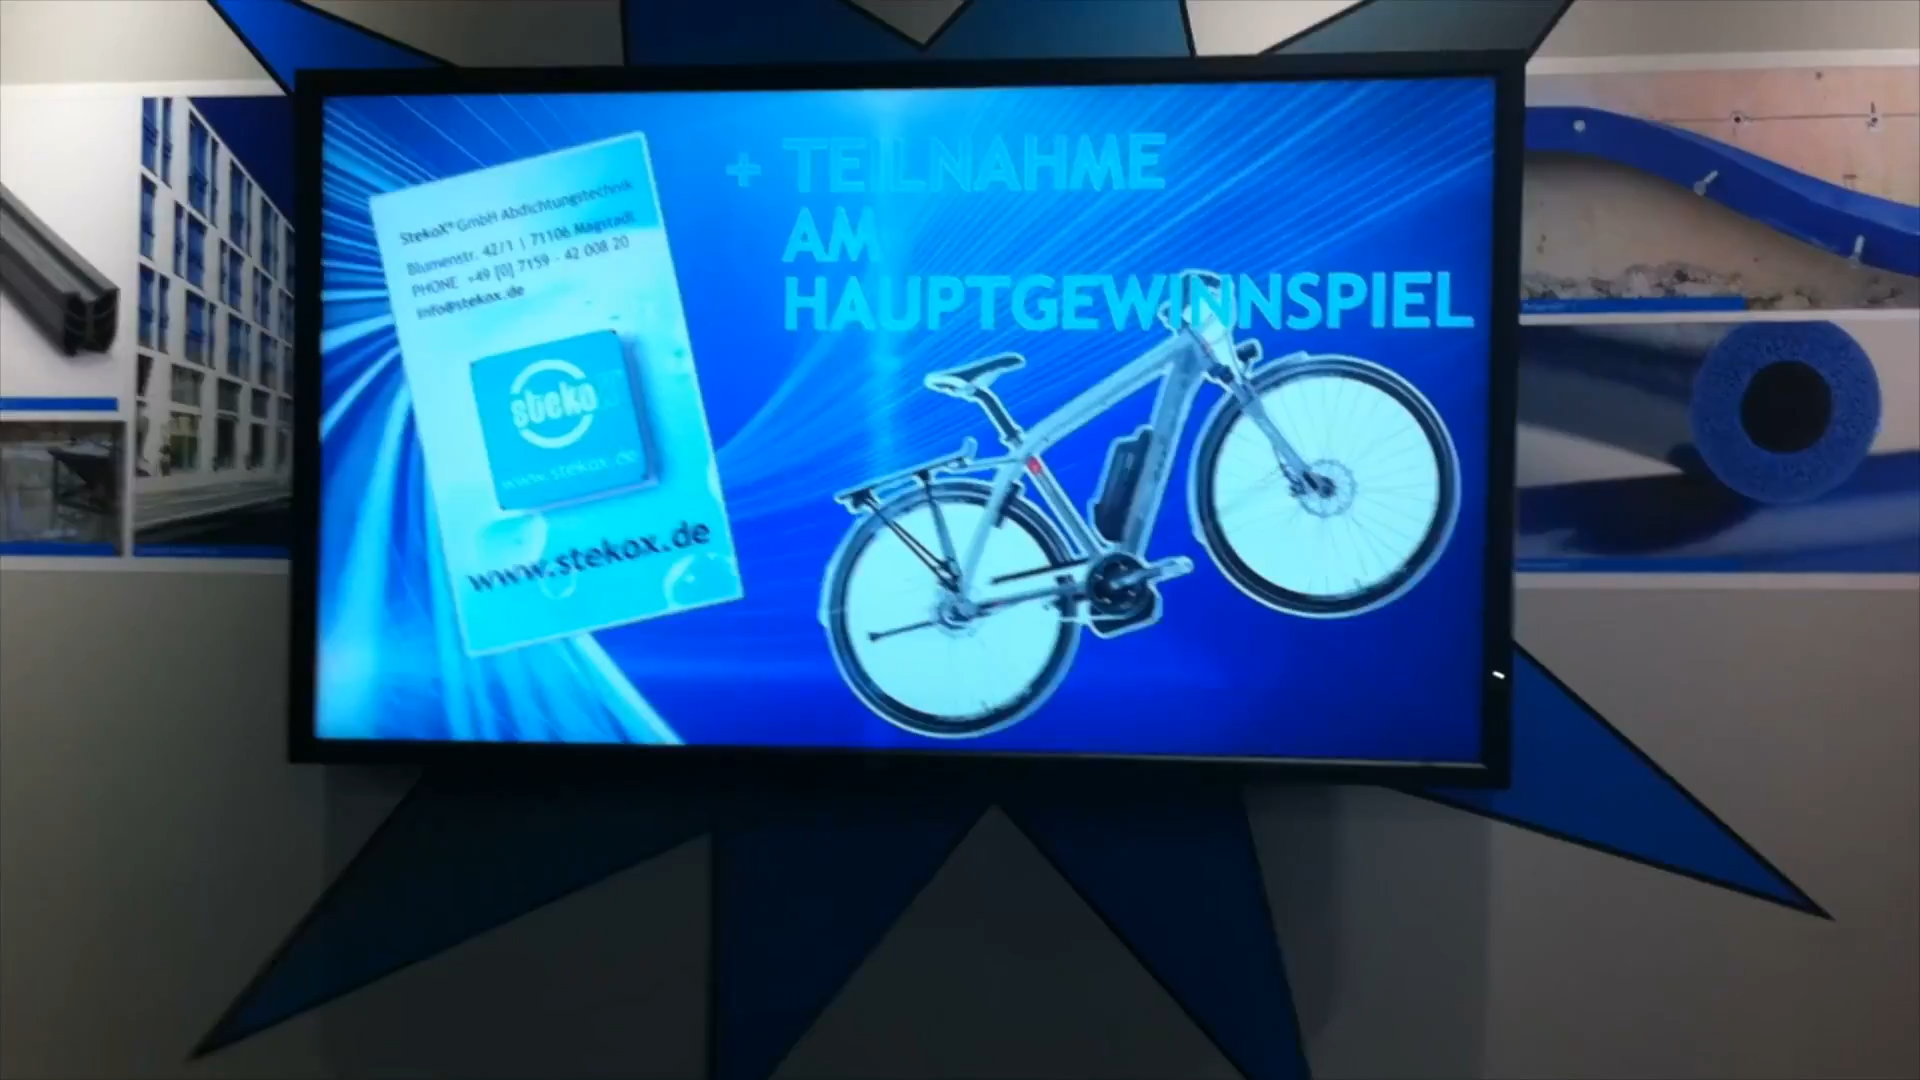 StekoX® GmbH Abdichtungstechnik
Blumenstr. 42/1 | 71106 Magstadt
PHONE +49 [0] 7159 - 42 008 20
info@stekox.de
steko
www.stekox.de
www.stekox.de
+ TEILNAHME
AM
HAUPTGEWINNSPIEL